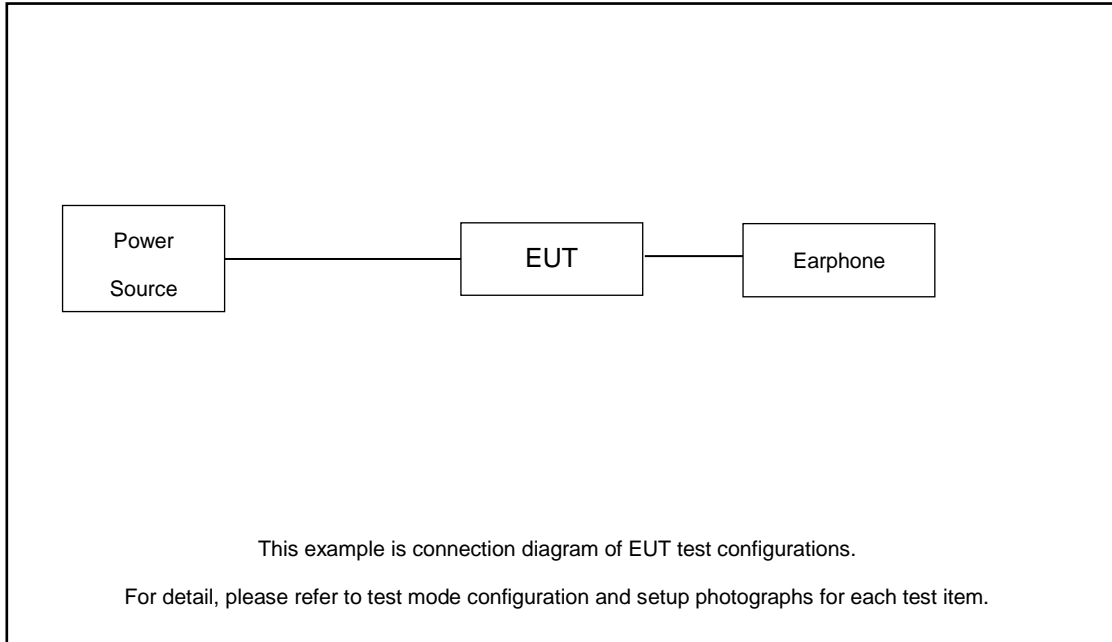 Power
Source
EUT
Earphone
This example is connection diagram of EUT test configurations.
For detail, please refer to test mode configuration and setup photographs for each test item.